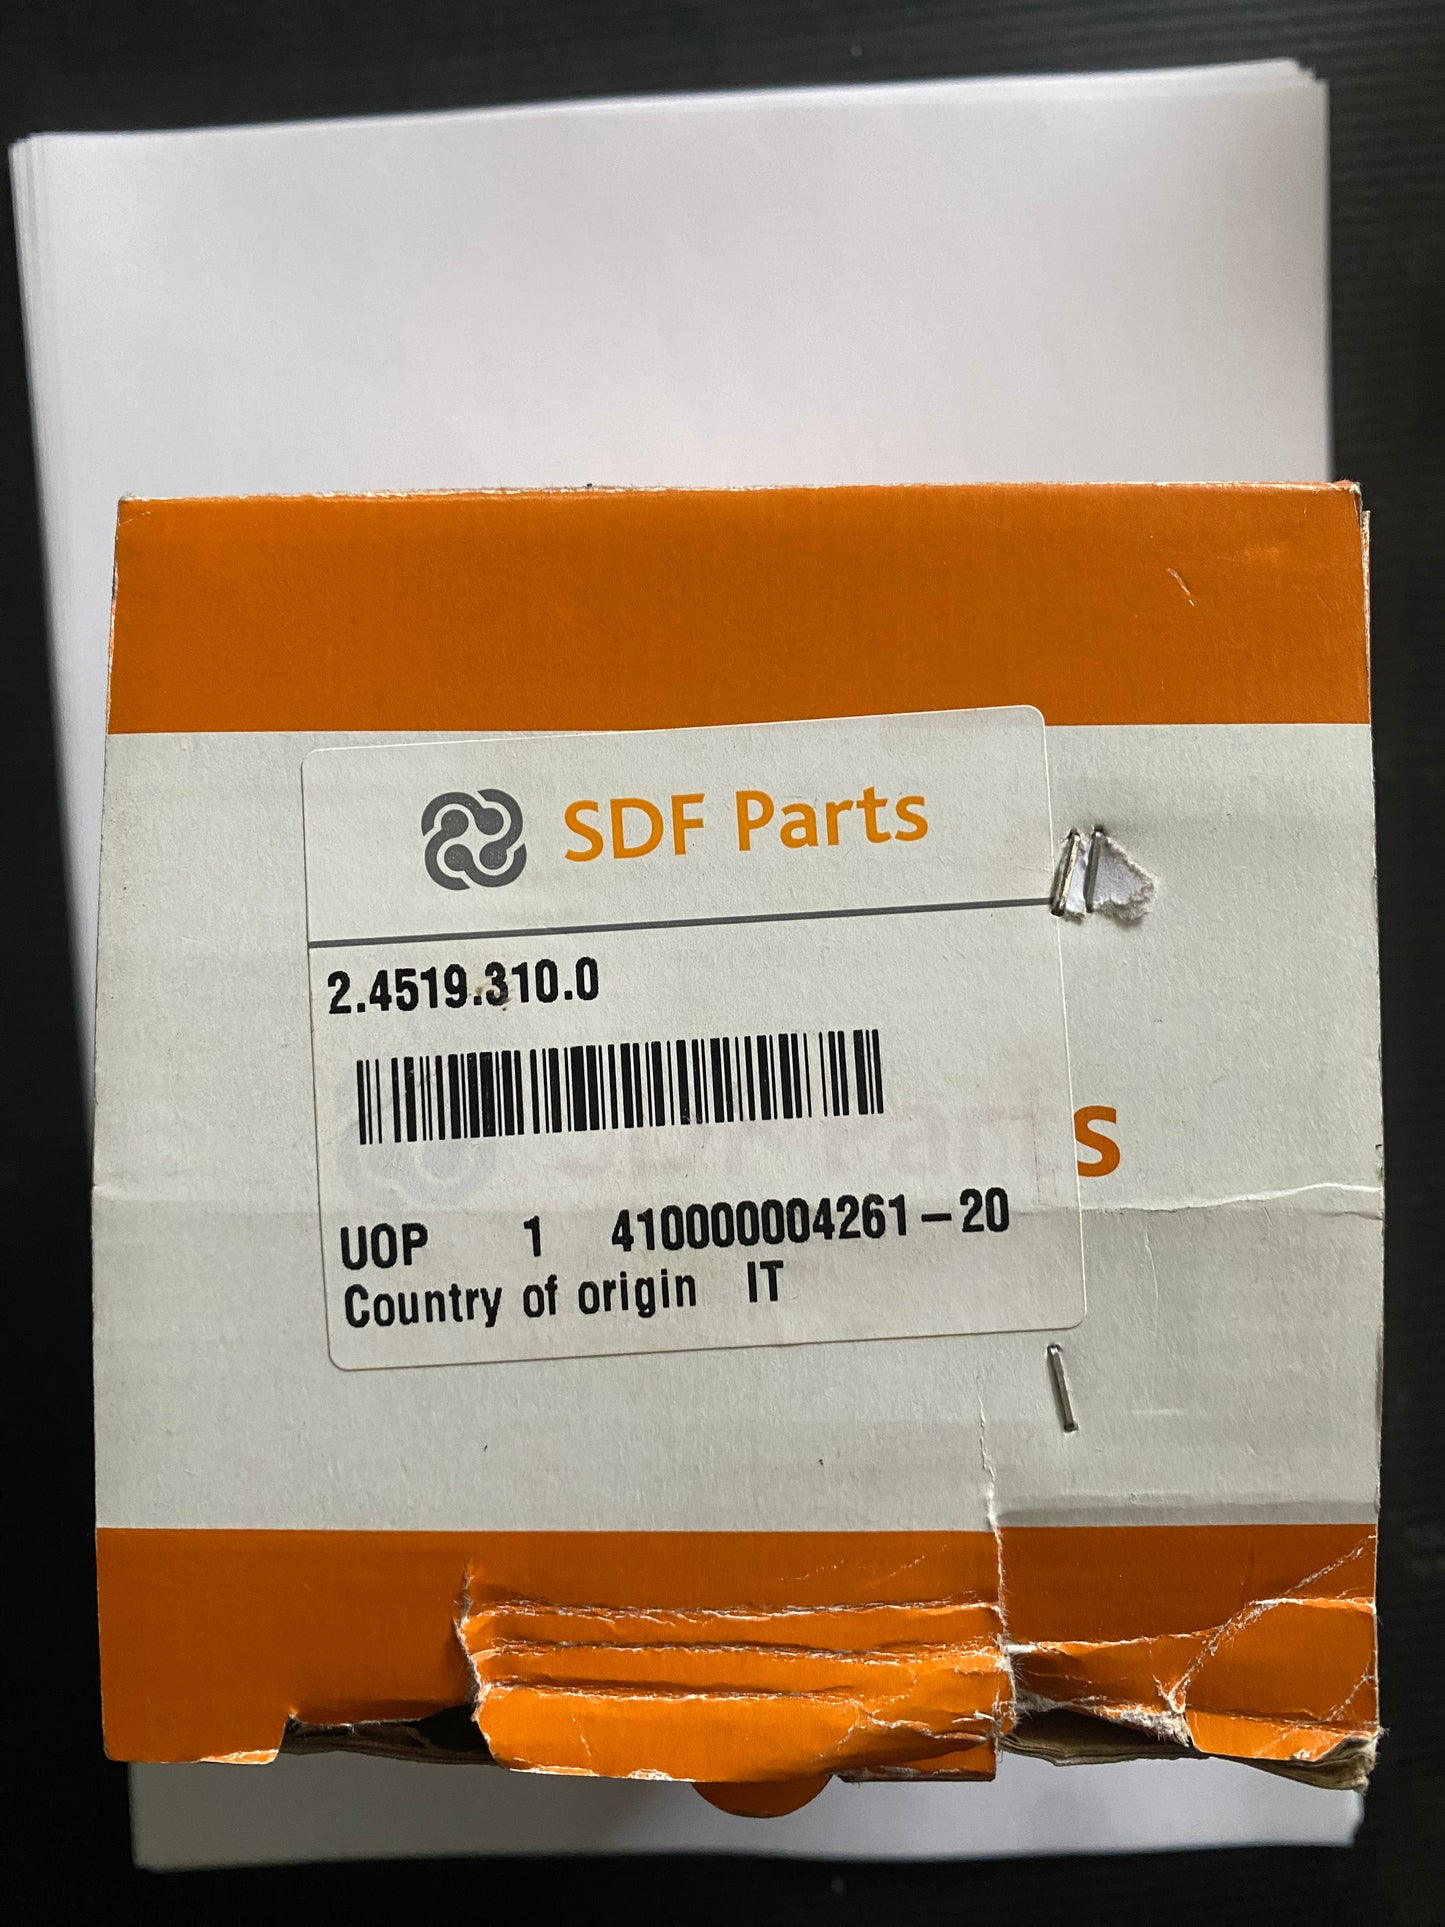 SDF Parts
2.4519.310.0
s
UOP 1 410000004261-20
Country of origin IT